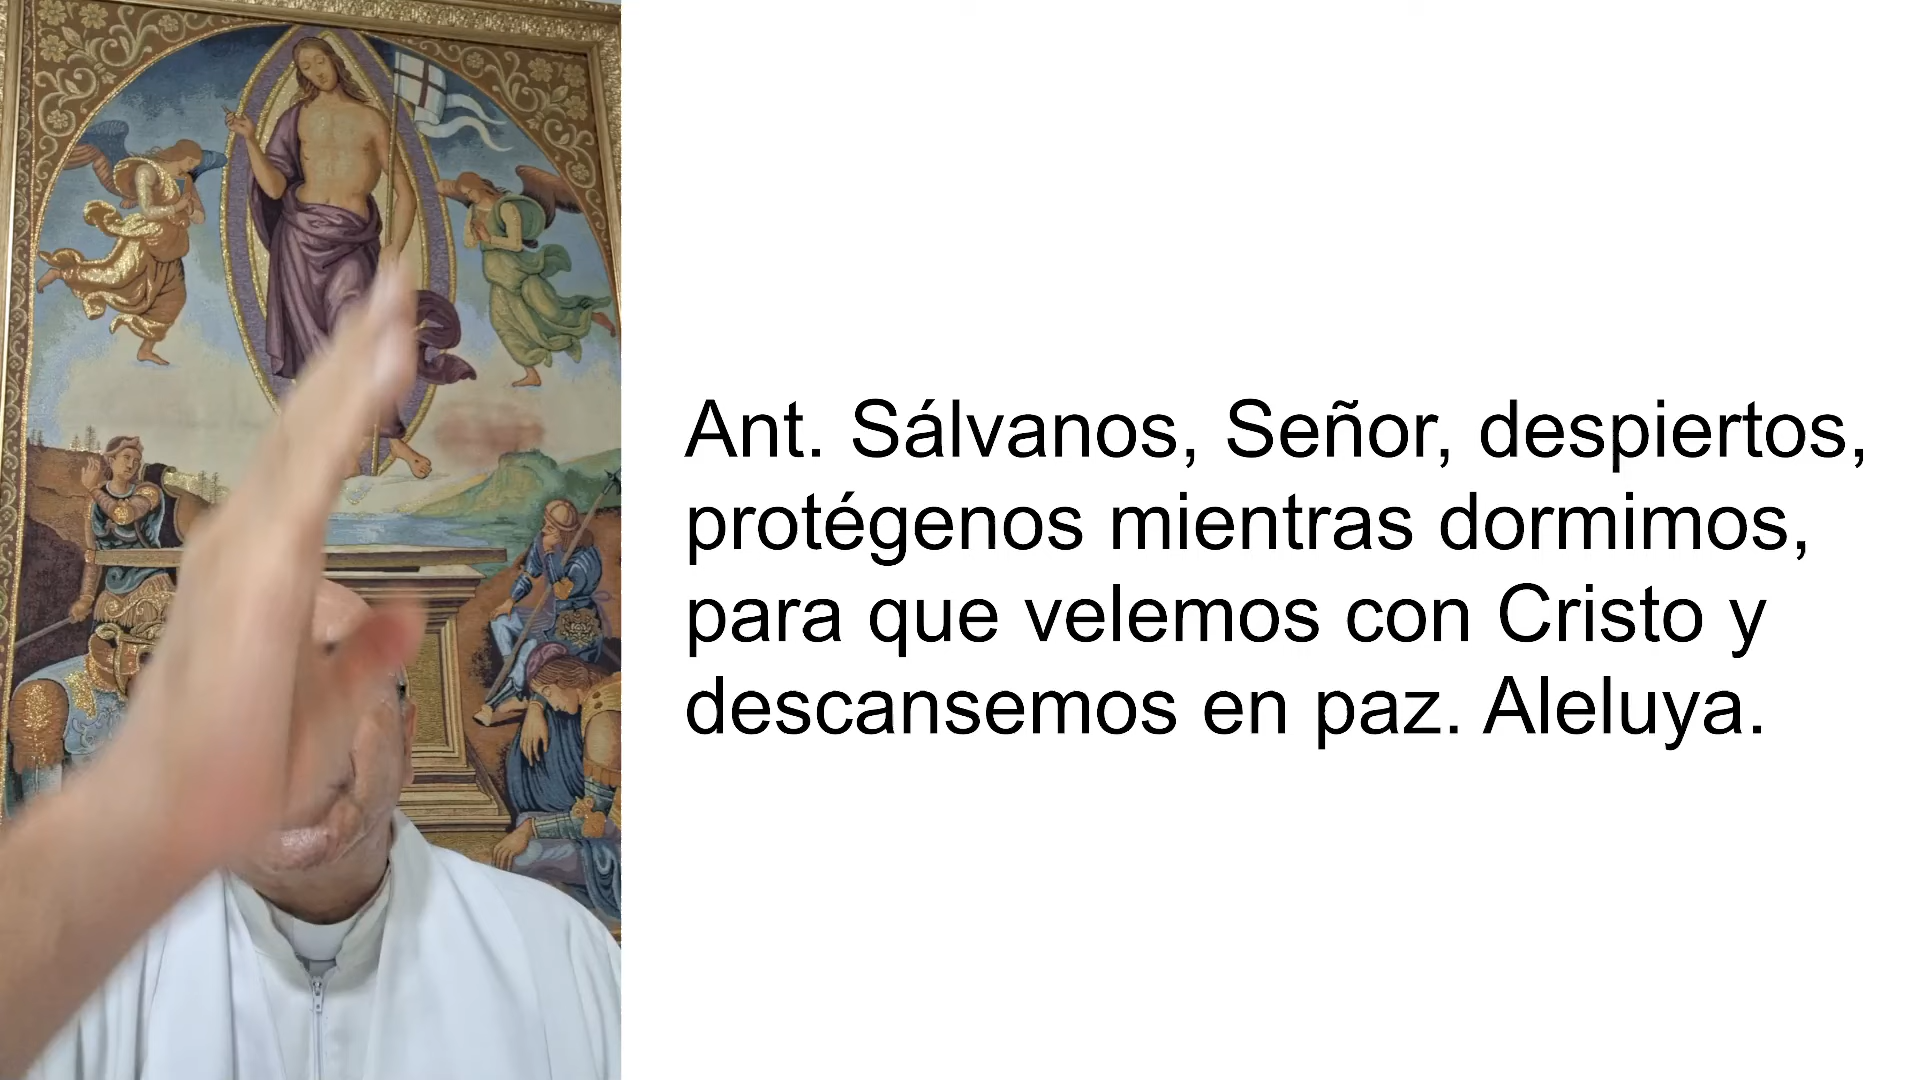 Ant. Sálvanos, Señor, despiertos,
protégenos mientras dormimos,
para que velemos con Cristo y
descansemos en paz. Aleluya.